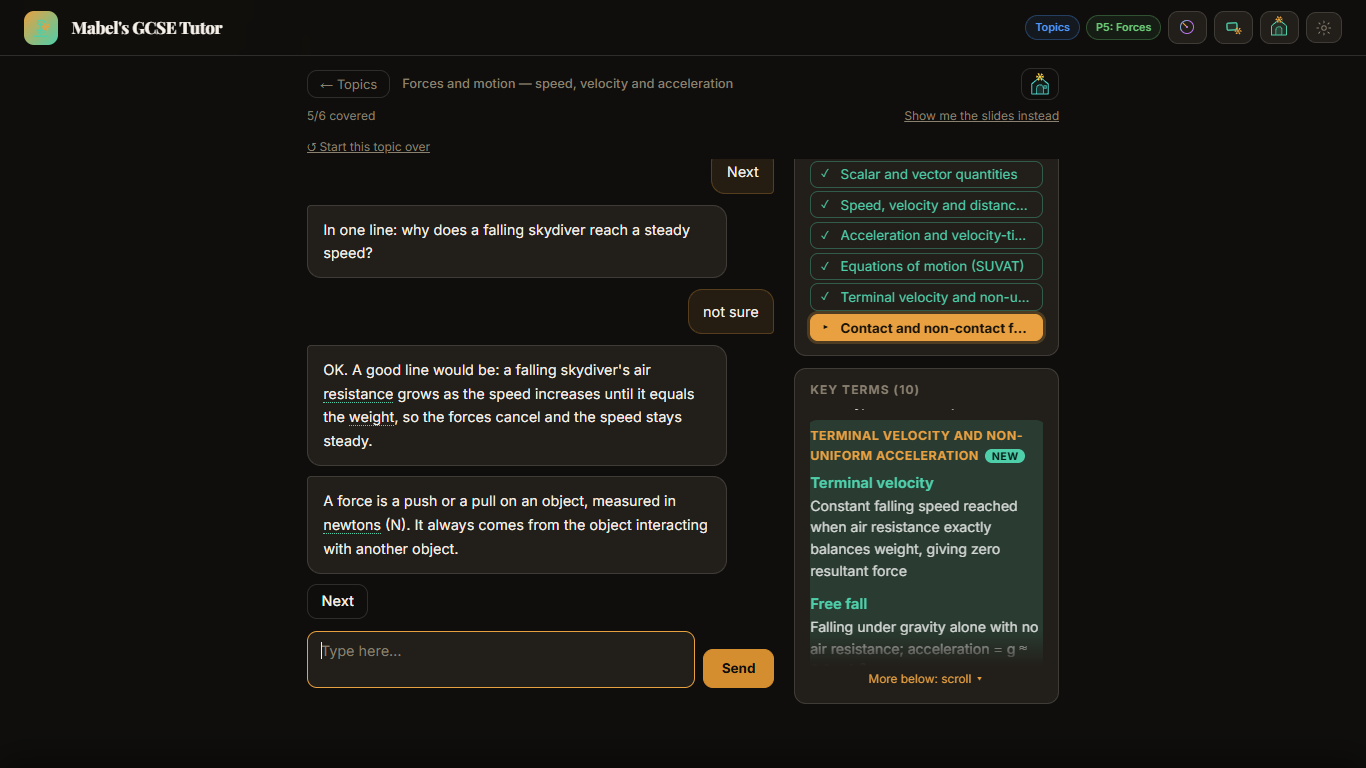 Mabel's GCSE Tutor
Topics
P5: Forces
← Topics
Forces and motion — speed, velocity and acceleration
5/6 covered
Show me the slides instead
↺ Start this topic over
Next
In one line: why does a falling skydiver reach a steady
speed?
not sure
OK. A good line would be: a falling skydiver's air
resistance grows as the speed increases until it equals
the weight, so the forces cancel and the speed stays
steady.
A force is a push or a pull on an object, measured in
newtons (N). It always comes from the object interacting
with another object.
Next
Type here...
Send
✓ Scalar and vector quantities
✓ Speed, velocity and distanc...
✓ Acceleration and velocity-ti...
✓ Equations of motion (SUVAT)
✓ Terminal velocity and non-u...
▸ Contact and non-contact f...
KEY TERMS (10)
TERMINAL VELOCITY AND NON-
UNIFORM ACCELERATION NEW
Terminal velocity
Constant falling speed reached
when air resistance exactly
balances weight, giving zero
resultant force
Free fall
Falling under gravity alone with no
air resistance; acceleration = g ≈
More below: scroll ▾